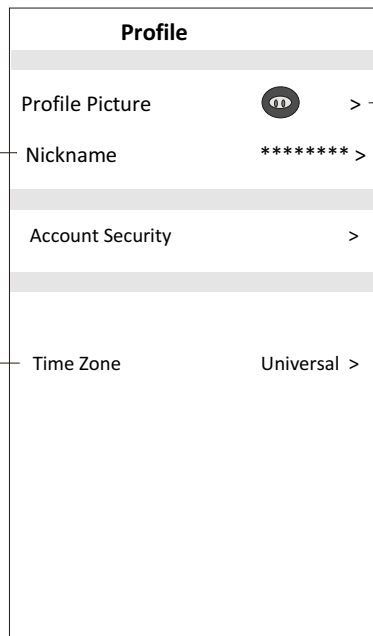 Profile
Profile Picture >
Nickname ******** >
Account Security >
Time Zone Universal >